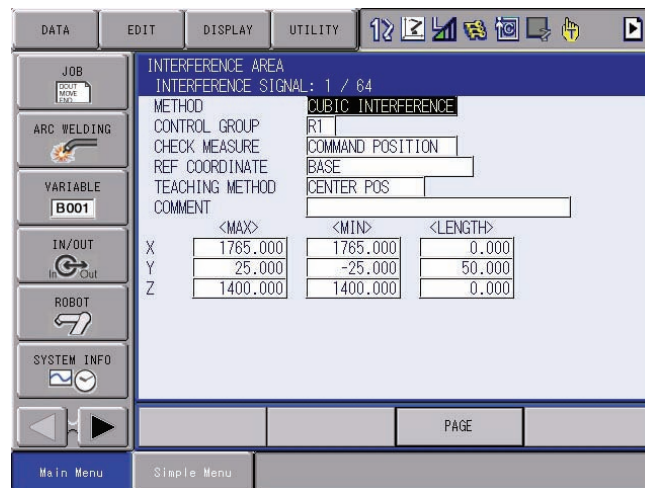 DATA EDIT DISPLAY UTILITY
JOB
DOUT
MOVE
END
ARC WELDING
VARIABLE
B001
IN/OUT
In Out
ROBOT
SYSTEM INFO
INTERFERENCE AREA
INTERFERENCE SIGNAL: 1 / 64
METHOD CUBIC INTERFERENCE
CONTROL GROUP R1
CHECK MEASURE COMMAND POSITION
REF COORDINATE BASE
TEACHING METHOD CENTER POS
COMMENT
<MAX> <MIN> <LENGTH>
X 1765.000 1765.000 0.000
Y 25.000 -25.000 50.000
Z 1400.000 1400.000 0.000
PAGE
Main Menu Simple Menu